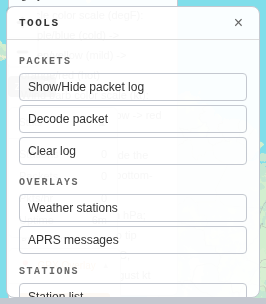 TOOLS ×
PACKETS
Show/Hide packet log
Decode packet
Clear log
OVERLAYS
Weather stations
APRS messages
STATIONS
Station list